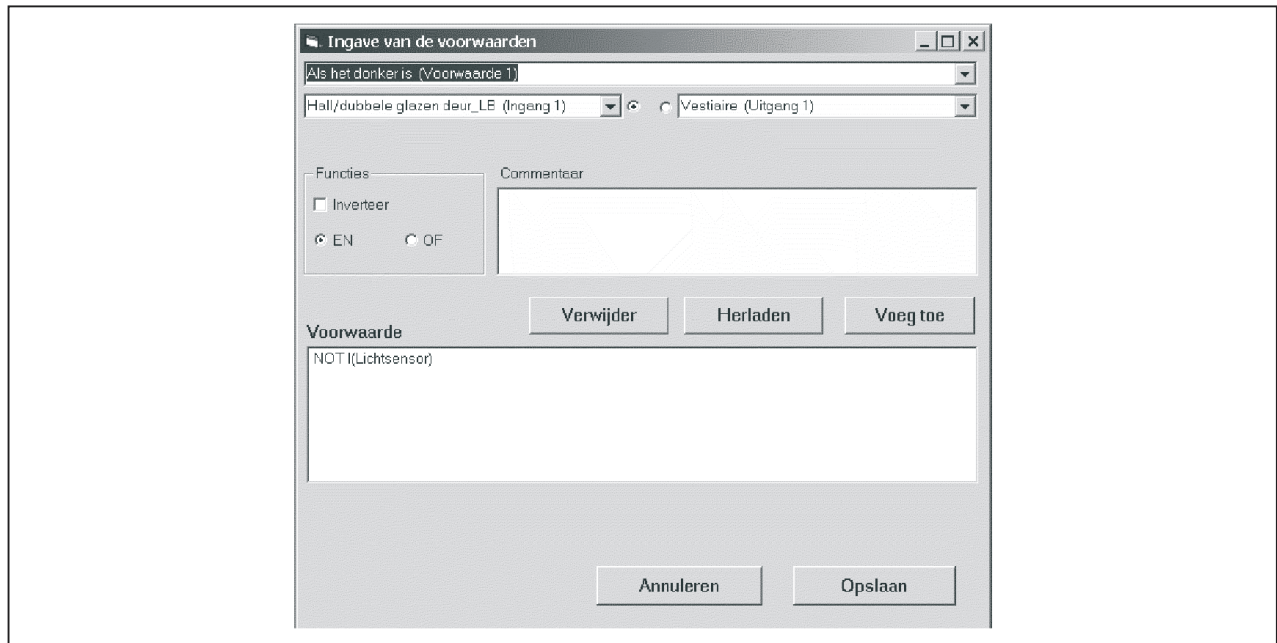 Ingave van de voorwaarden
Als het donker is (Voorwaarde 1)
Hall/dubbele glazen deur_LB (Ingang 1) Vestiaire (Uitgang 1)
Functies Commentaar
Inverteer
EN OF
Verwijder Herladen Voeg toe
Voorwaarde
NOT I(Lichtsensor)
Annuleren Opslaan